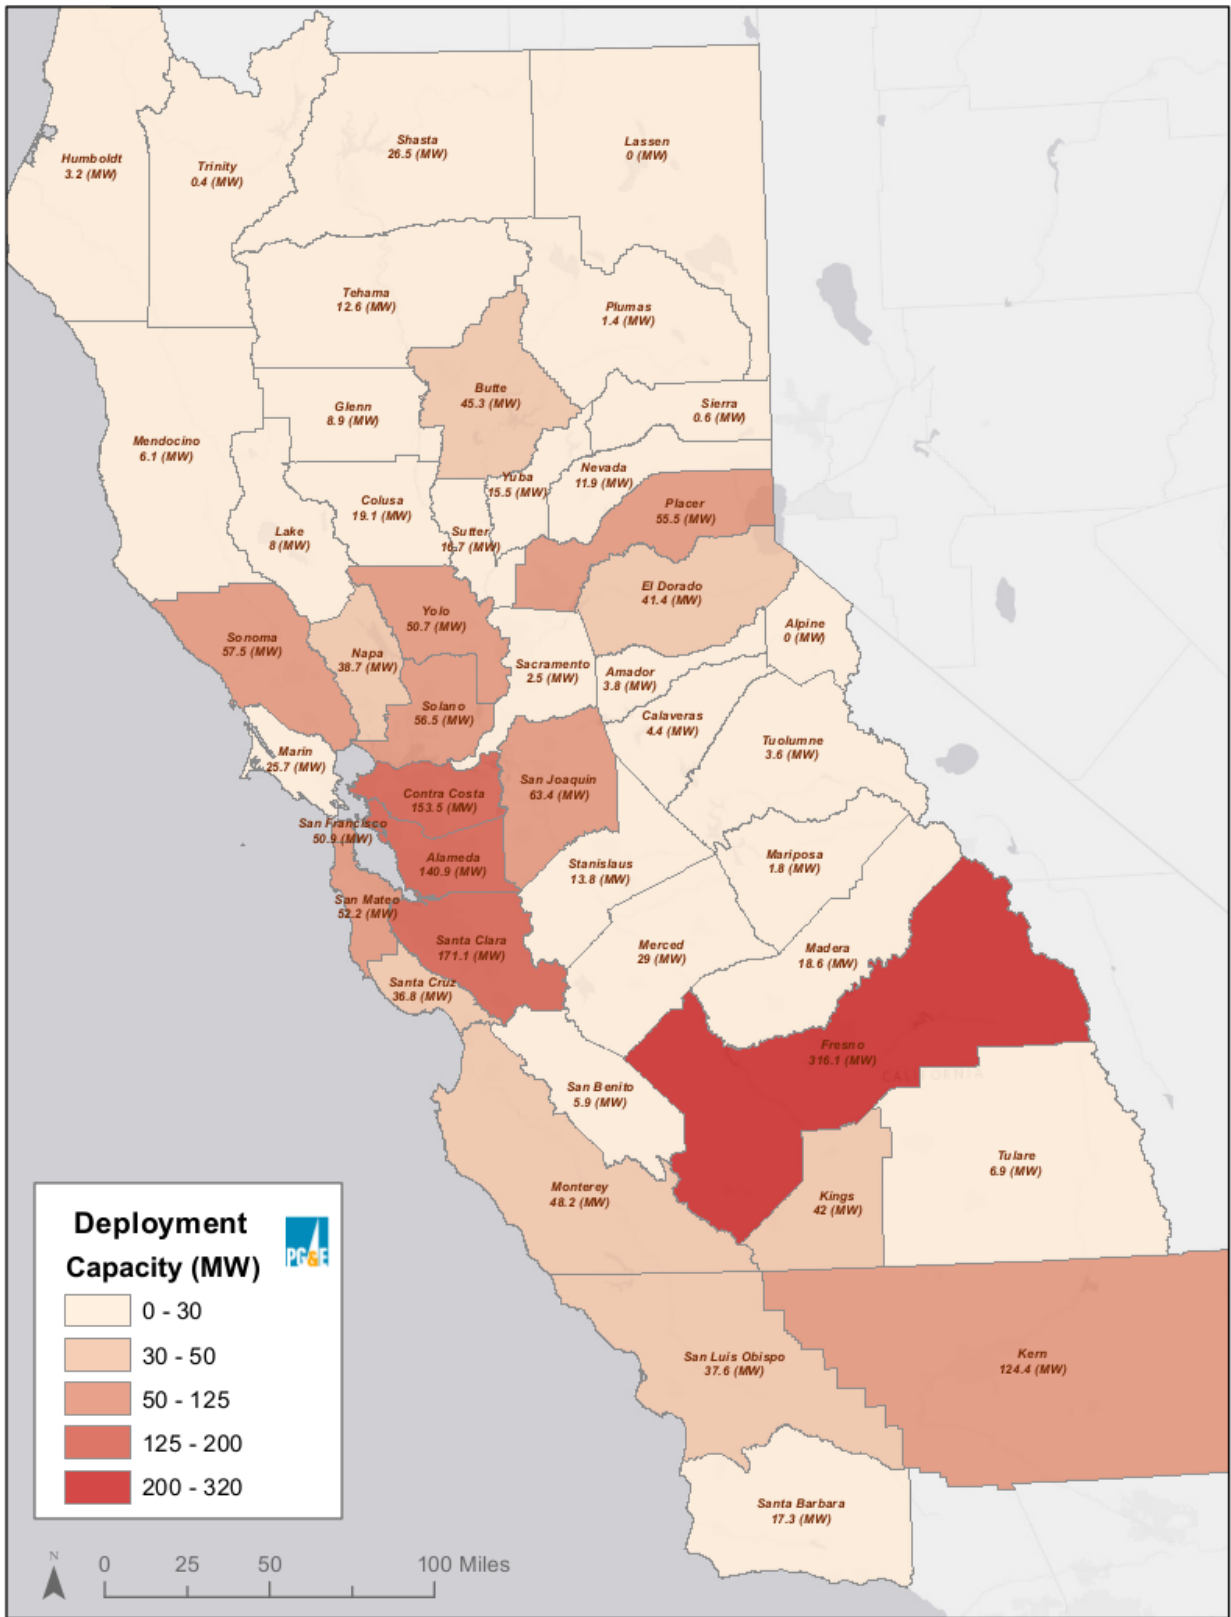 Shasta
26.5 (MW)
Lassen
0 (MW)
Humboldt
3.2 (MW)
Trinity
0.4 (MW)
Tehama
12.6 (MW)
Plumas
1.4 (MW)
Butte
45.3 (MW)
Glenn
8.9 (MW)
Sierra
0.6 (MW)
Mendocino
6.1 (MW)
Nevada
11.9 (MW)
Yuba
15.5 (MW)
Colusa
19.1 (MW)
Placer
55.5 (MW)
Lake
8 (MW)
Sutter
16.7 (MW)
El Dorado
41.4 (MW)
Yolo
50.7 (MW)
Alpine
0 (MW)
Sonoma
57.5 (MW)
Napa
38.7 (MW)
Sacramento
2.5 (MW)
Amador
3.8 (MW)
Solano
56.5 (MW)
Calaveras
4.4 (MW)
Tuolumne
3.6 (MW)
Marin
25.7 (MW)
Contra Costa
153.5 (MW)
San Joaquin
63.4 (MW)
San Francisco
50.9 (MW)
Alameda
140.9 (MW)
Stanislaus
13.8 (MW)
Mariposa
1.8 (MW)
San Mateo
52.2 (MW)
Santa Clara
171.1 (MW)
Merced
29 (MW)
Madera
18.6 (MW)
Santa Cruz
36.8 (MW)
Fresno
316.1 (MW)
CALIFORNIA
San Benito
5.9 (MW)
Tulare
6.9 (MW)
Monterey
48.2 (MW)
Kings
42 (MW)
San Luis Obispo
37.6 (MW)
Kern
124.4 (MW)
Santa Barbara
17.3 (MW)
Deployment
Capacity (MW)
PG&E
0 - 30
30 - 50
50 - 125
125 - 200
200 - 320
N
0 25 50 100 Miles